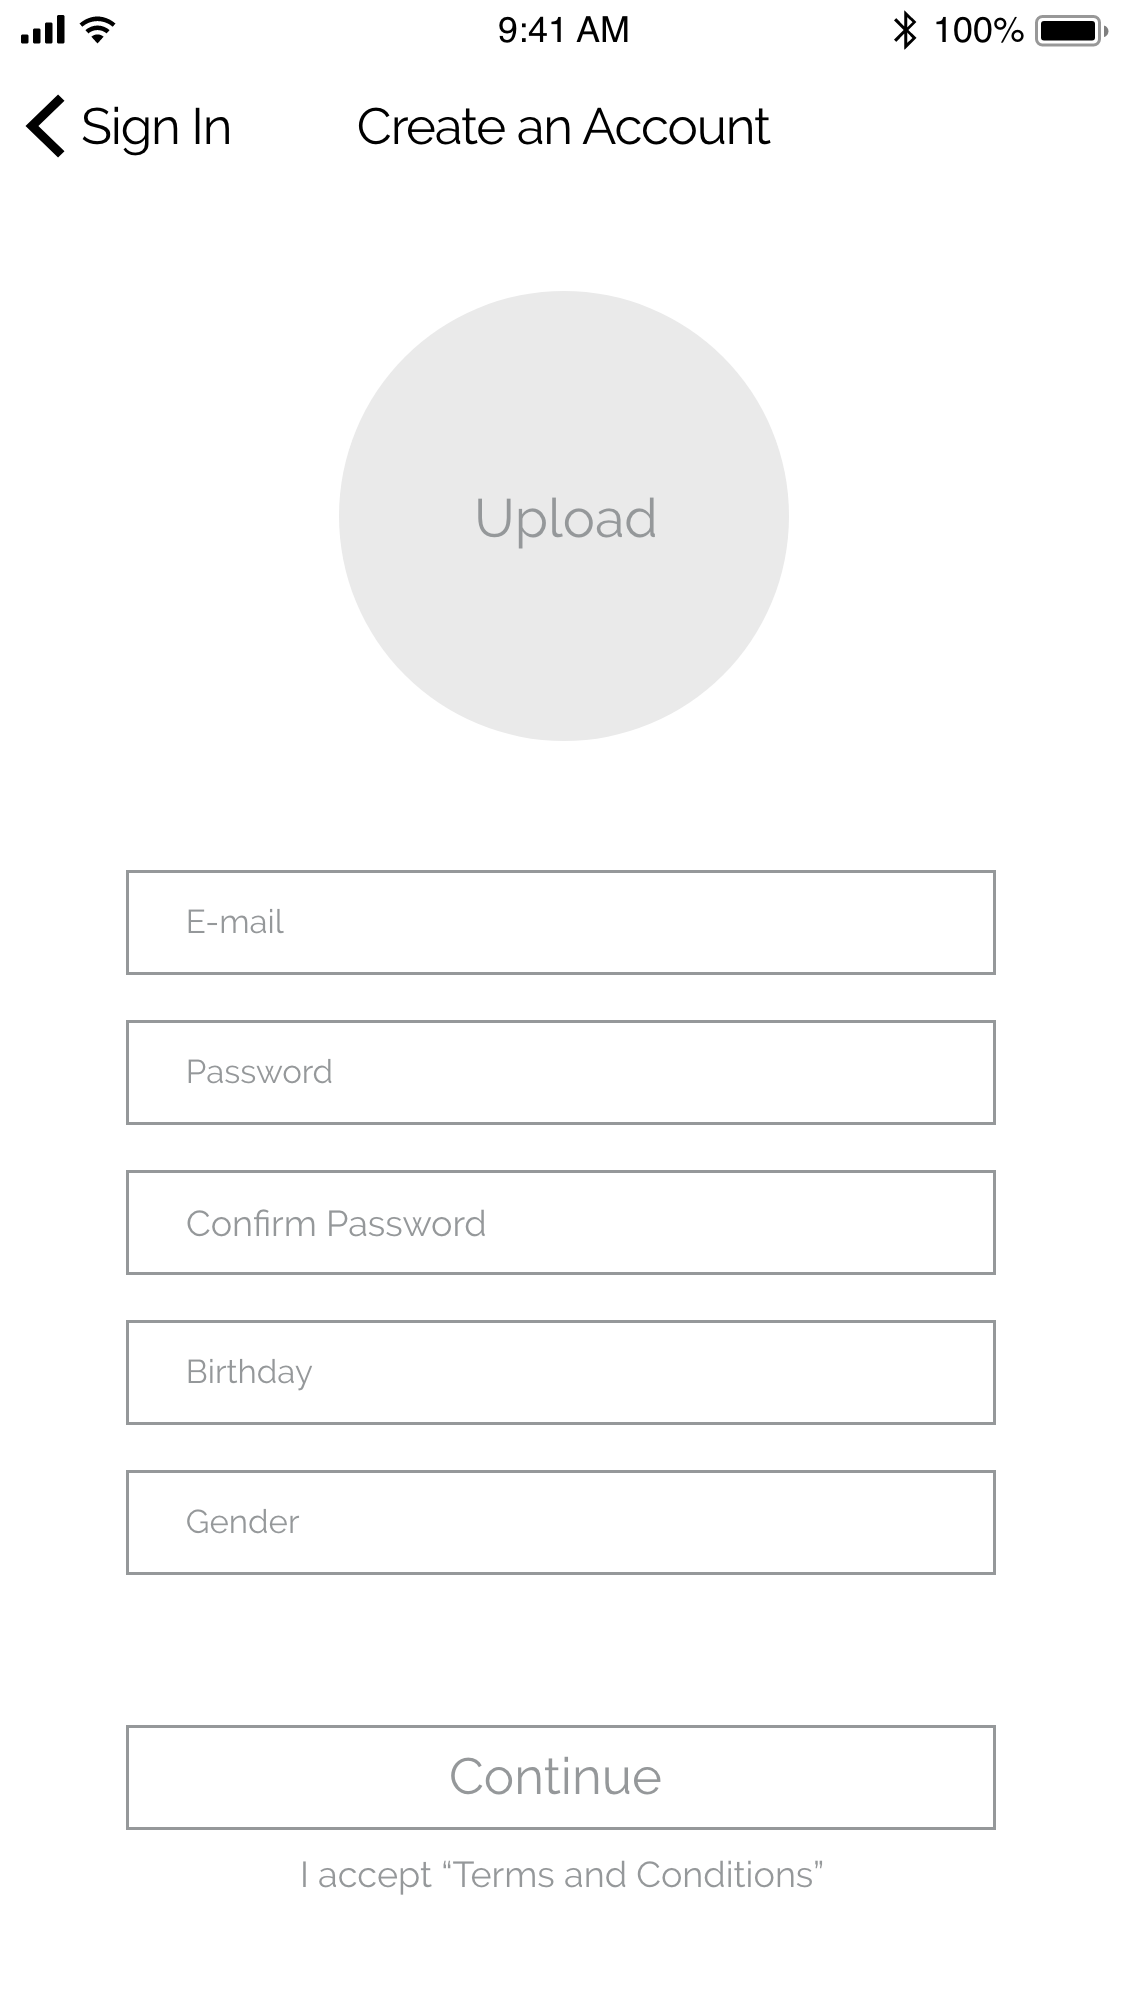 9:41 AM 100%
Sign In Create an Account
Upload
E-mail
Password
Confirm Password
Birthday
Gender
Continue
I accept “Terms and Conditions”